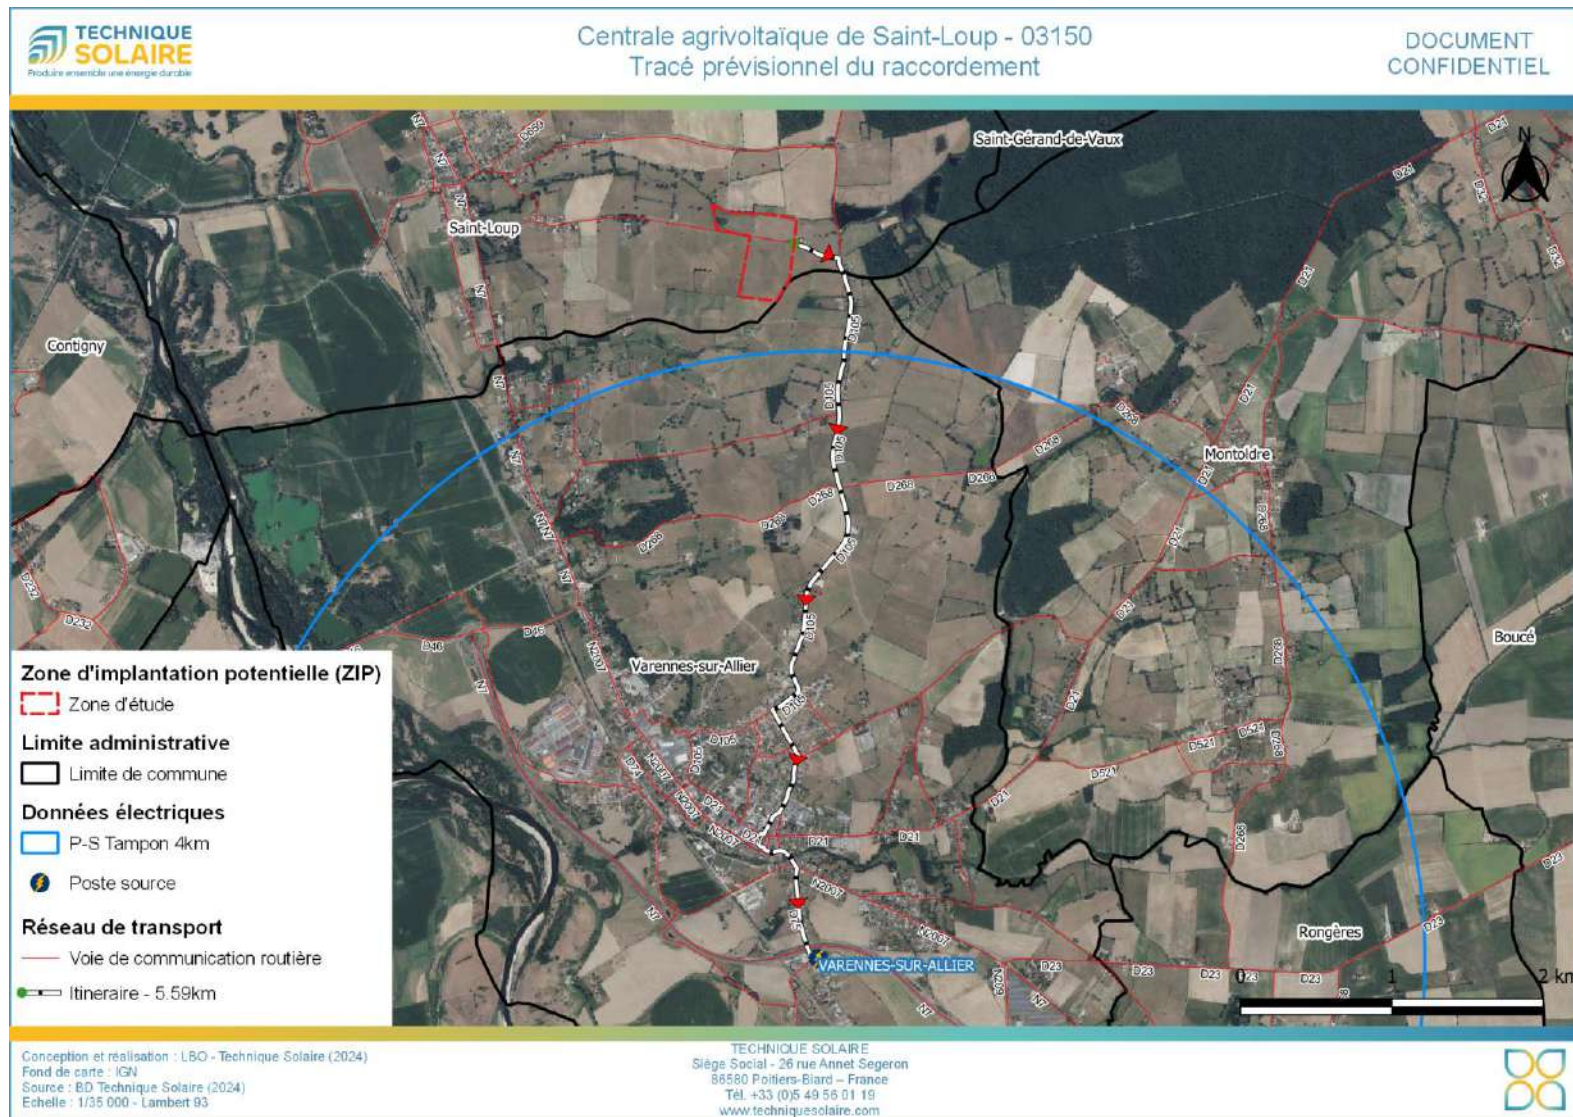 TECHNIQUE
SOLAIRE
Produire ensemble une énergie durable
Centrale agrivoltaïque de Saint-Loup - 03150
Tracé prévisionnel du raccordement
DOCUMENT
CONFIDENTIEL
Saint-Gérand-de-Vaux
N
N7
D21
D32
Saint-Loup
Contigny
D105
D268
Montoldre
D232
D46
N2007
Varennes-sur-Allier
Boucé
D521
D74
D23
Rongères
VARENNES-SUR-ALLIER
N209
0 1 2 km
Zone d'implantation potentielle (ZIP)
Zone d'étude
Limite administrative
Limite de commune
Données électriques
P-S Tampon 4km
Poste source
Réseau de transport
Voie de communication routière
Itineraire - 5.59km
Conception et réalisation : LBO - Technique Solaire (2024)
Fond de carte : IGN
Source : BD Technique Solaire (2024)
Echelle : 1/35 000 - Lambert 93
TECHNIQUE SOLAIRE
Siège Social - 26 rue Annet Segeron
86580 Poitiers-Biard – France
Tél. +33 (0)5 49 56 01 19
www.techniquesolaire.com